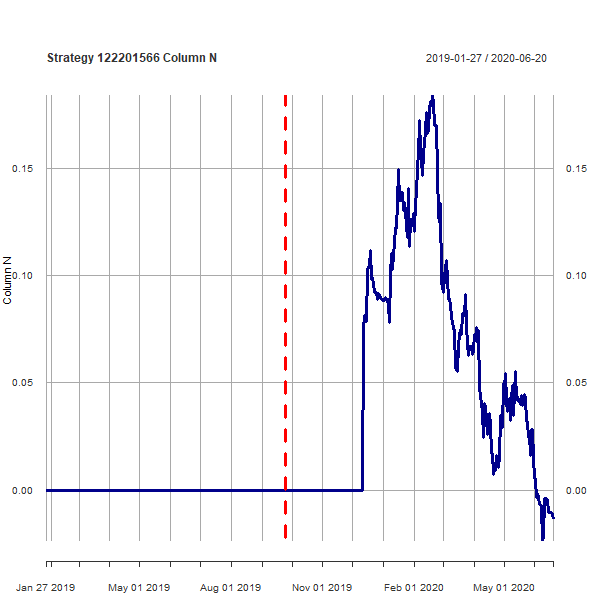 Strategy 122201566 Column N
2019-01-27 / 2020-06-20
0.15
0.15
0.10
0.10
Column N
0.05
0.05
0.00
0.00
Jan 27 2019
May 01 2019
Aug 01 2019
Nov 01 2019
Feb 01 2020
May 01 2020